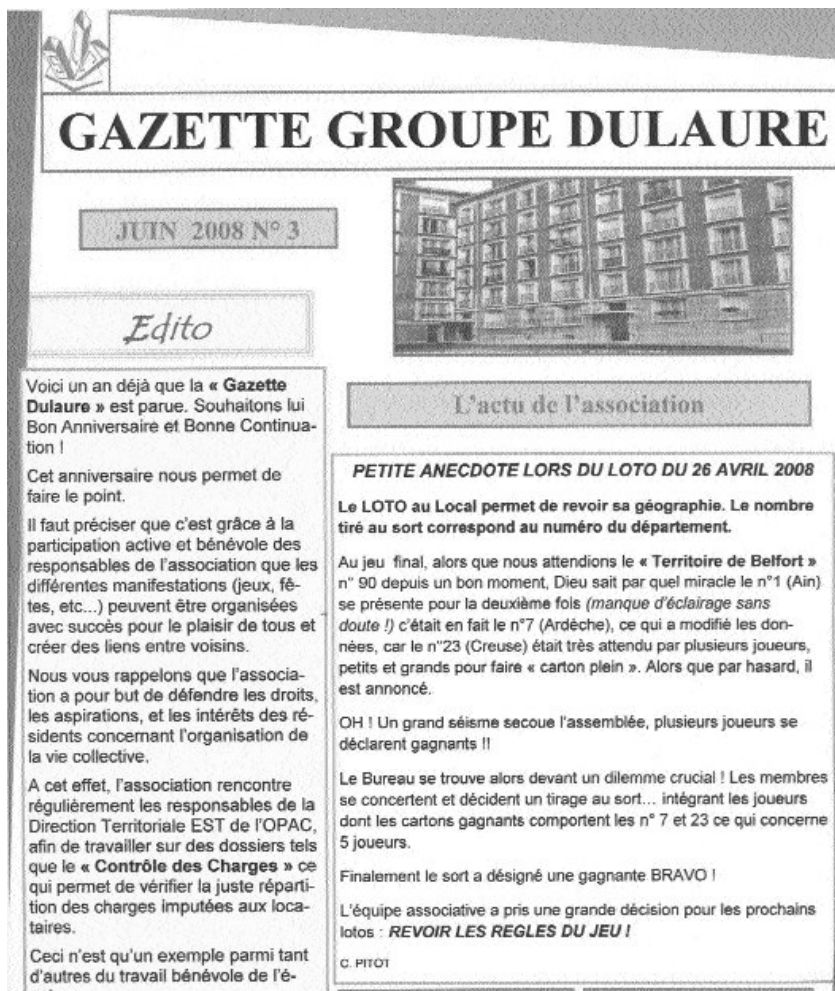 GAZETTE GROUPE DULAURE
JUIN 2008 N° 3
Edito
Voici un an déjà que la « Gazette
Dulaure » est parue. Souhaitons lui
Bon Anniversaire et Bonne Continua-
tion !
Cet anniversaire nous permet de
faire le point.
Il faut préciser que c'est grâce à la
participation active et bénévole des
responsables de l'association que les
différentes manifestations (jeux, fê-
tes, etc...) peuvent être organisées
avec succès pour le plaisir de tous et
créer des liens entre voisins.
Nous vous rappelons que l'associa-
tion a pour but de défendre les droits,
les aspirations, et les intérêts des ré-
sidents concernant l'organisation de
la vie collective.
A cet effet, l'association rencontre
régulièrement les responsables de la
Direction Territoriale EST de l'OPAC,
afin de travailler sur des dossiers tels
que le « Contrôle des Charges » ce
qui permet de vérifier la juste réparti-
tion des charges imputées aux loca-
taires.
Ceci n'est qu'un exemple parmi tant
d'autres du travail bénévole de l'é-
L'actu de l'association
PETITE ANECDOTE LORS DU LOTO DU 26 AVRIL 2008
Le LOTO au Local permet de revoir sa géographie. Le nombre
tiré au sort correspond au numéro du département.
Au jeu final, alors que nous attendions le « Territoire de Belfort »
n° 90 depuis un bon moment, Dieu sait par quel miracle le n°1 (Ain)
se présente pour la deuxième fois (manque d'éclairage sans
doute !) c'était en fait le n°7 (Ardèche), ce qui a modifié les don-
nées, car le n°23 (Creuse) était très attendu par plusieurs joueurs,
petits et grands pour faire « carton plein ». Alors que par hasard, il
est annoncé.
OH ! Un grand séisme secoue l'assemblée, plusieurs joueurs se
déclarent gagnants !!
Le Bureau se trouve alors devant un dilemme crucial ! Les membres
se concertent et décident un tirage au sort... intégrant les joueurs
dont les cartons gagnants comportent les n° 7 et 23 ce qui concerne
5 joueurs.
Finalement le sort a désigné une gagnante BRAVO !
L'équipe associative a pris une grande décision pour les prochains
lotos : REVOIR LES REGLES DU JEU !
C. PITOT